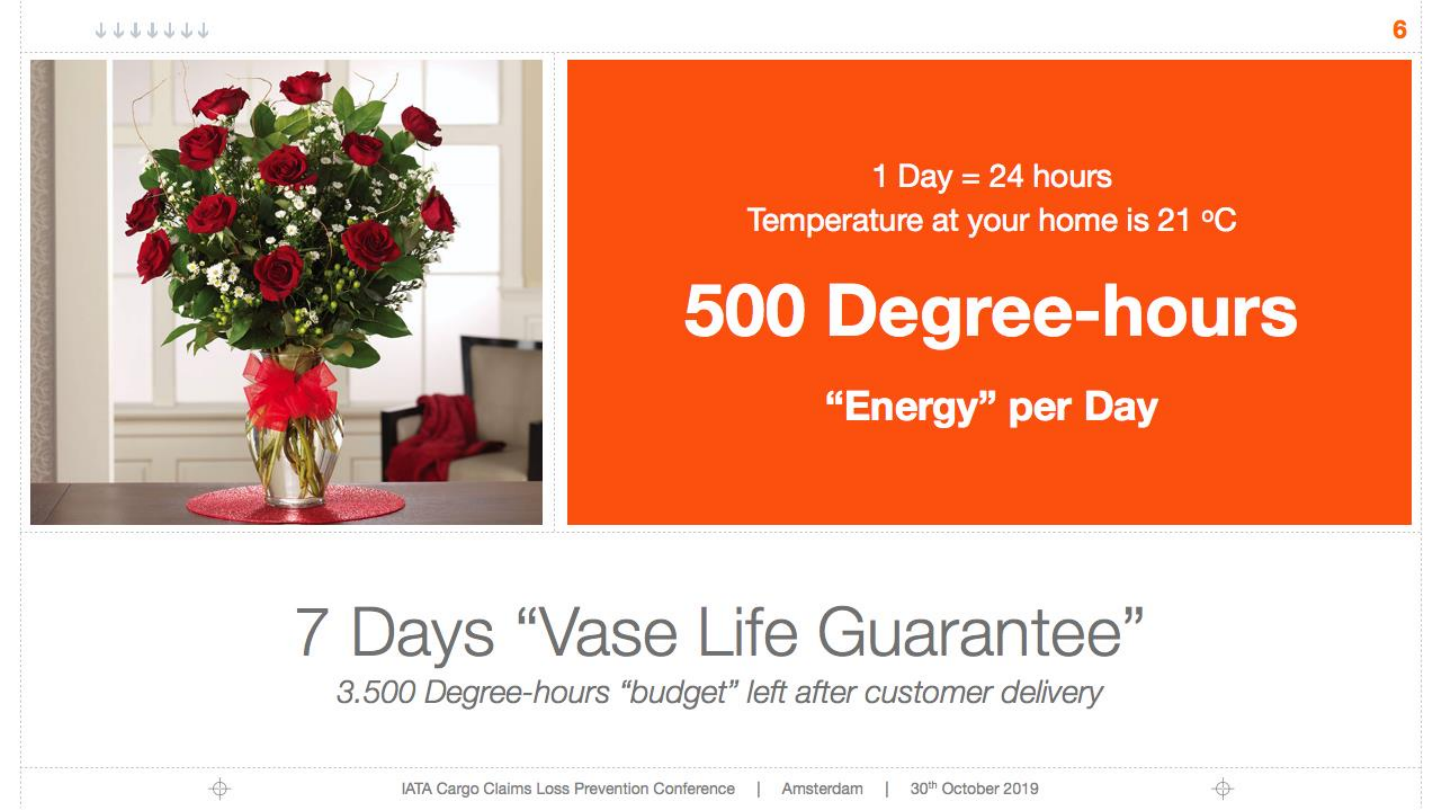 ↓↓↓↓↓↓↓
6
1 Day = 24 hours
Temperature at your home is 21 ºC
500 Degree-hours
“Energy” per Day
7 Days “Vase Life Guarantee”
3.500 Degree-hours “budget” left after customer delivery
IATA Cargo Claims Loss Prevention Conference | Amsterdam | 30th October 2019